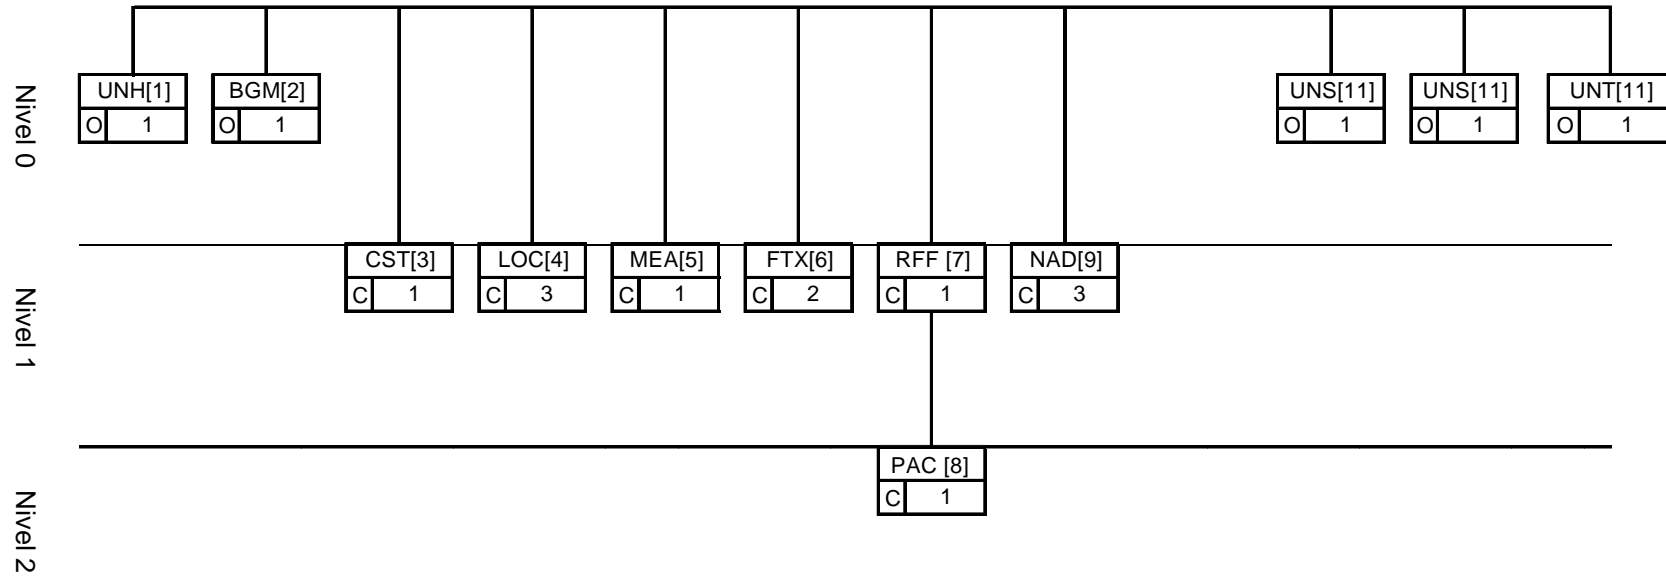 Nivel 0
UNH[1]
O 1
BGM[2]
O 1
UNS[11]
O 1
UNS[11]
O 1
UNT[11]
O 1
Nivel 1
CST[3]
C 1
LOC[4]
C 3
MEA[5]
C 1
FTX[6]
C 2
RFF [7]
C 1
NAD[9]
C 3
Nivel 2
PAC [8]
C 1